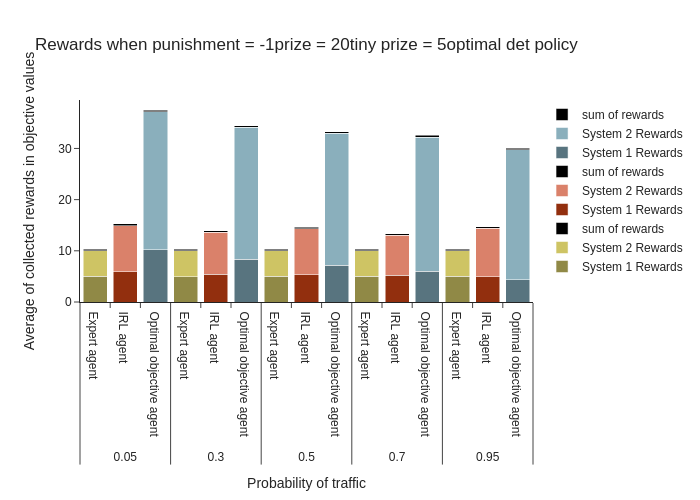 Rewards when punishment = -1prize = 20tiny prize = 5optimal det policy
Average of collected rewards in objective values
30
20
10
0
sum of rewards
System 2 Rewards
System 1 Rewards
sum of rewards
System 2 Rewards
System 1 Rewards
sum of rewards
System 2 Rewards
System 1 Rewards
Expert agent
IRL agent
Optimal objective agent
Expert agent
IRL agent
Optimal objective agent
Expert agent
IRL agent
Optimal objective agent
Expert agent
IRL agent
Optimal objective agent
Expert agent
IRL agent
Optimal objective agent
0.05
0.3
0.5
0.7
0.95
Probability of traffic